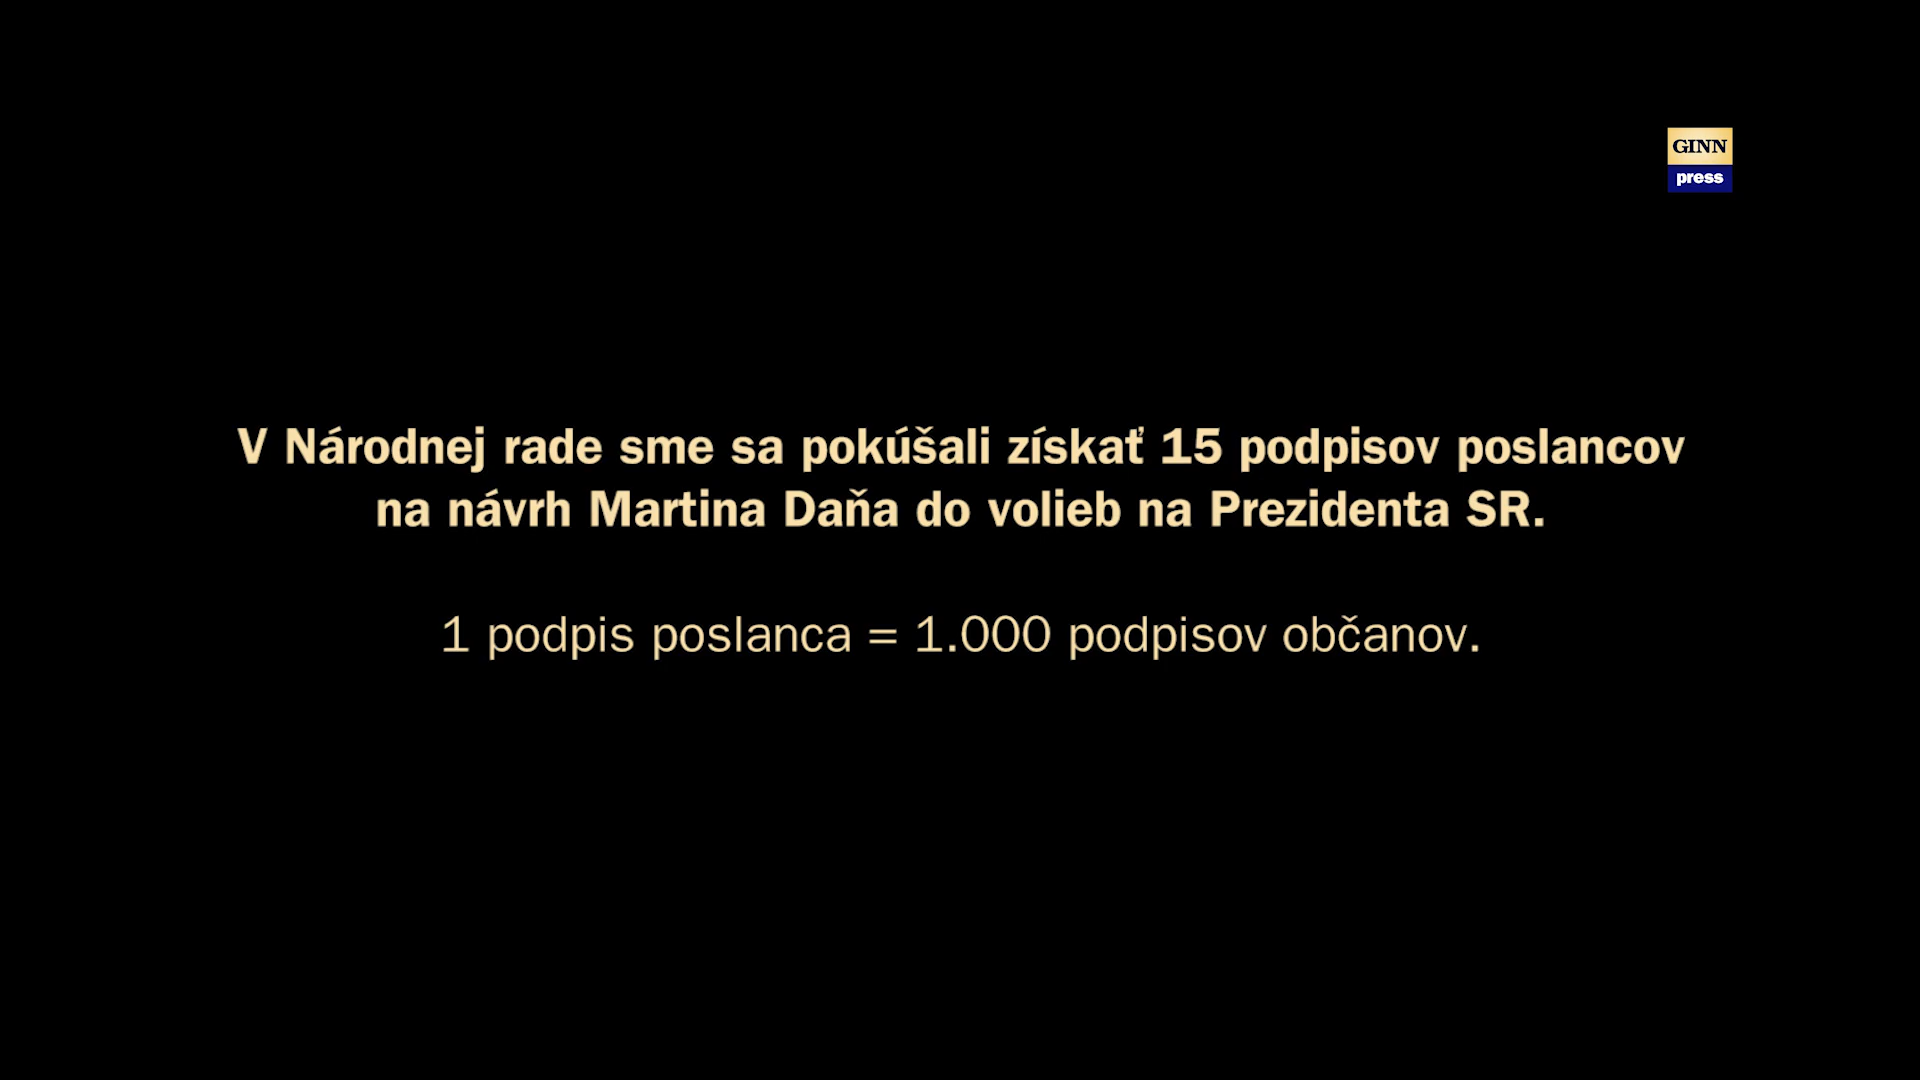 GINN
press
V Národnej rade sme sa pokúšali získať 15 podpisov poslancov
na návrh Martina Daňa do volieb na Prezidenta SR.
1 podpis poslanca = 1.000 podpisov občanov.